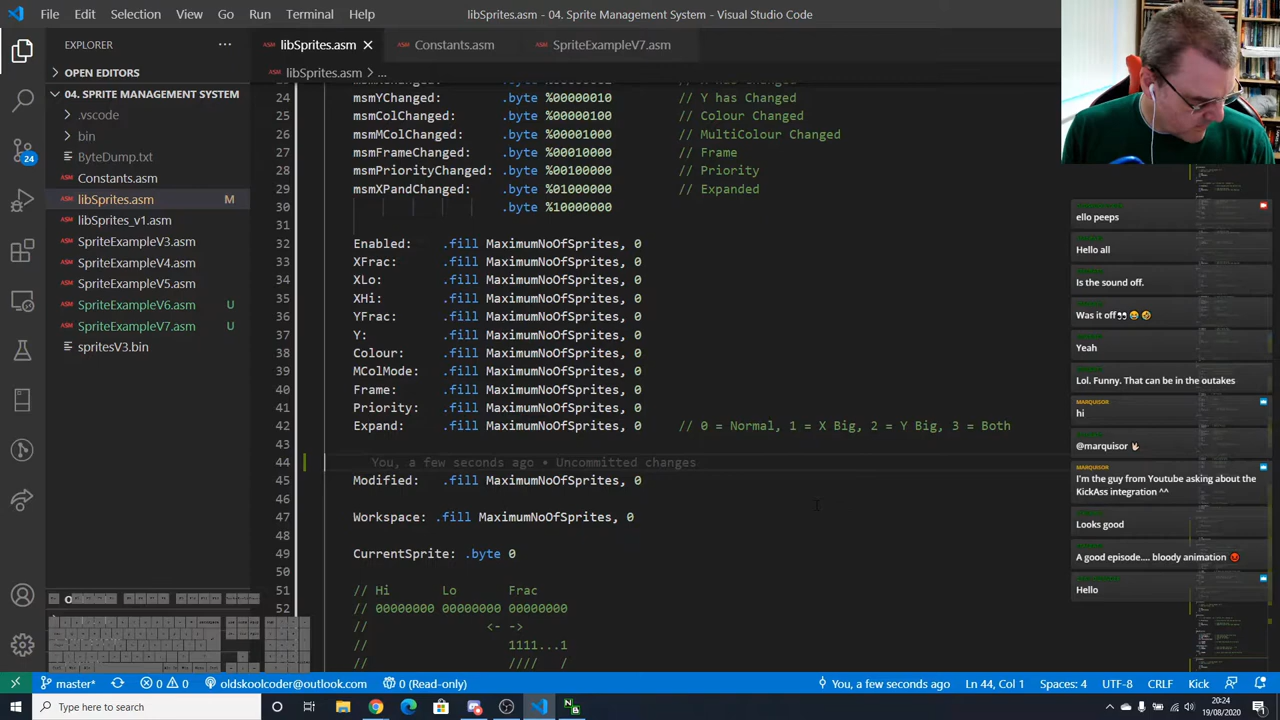 File Edit Selection View Go Run Terminal Help
libSprites.asm - 04. Sprite Management System - Visual Studio Code
EXPLORER
OPEN EDITORS
04. SPRITE MANAGEMENT SYSTEM
.vscode
bin
ByteDump.txt
Constants.asm
libSprites.asm M
libSprites_v1.asm
SpriteExampleV3.asm
SpriteExampleV4.asm
SpriteExampleV5.asm
SpriteExampleV6.asm U
SpriteExampleV7.asm U
spritesV3.bin
24
ASM libSprites.asm
ASM Constants.asm
ASM SpriteExampleV7.asm
ASM libSprites.asm > ...
24 msmYChanged: .byte %00000010 // Y has Changed
25 msmColChanged: .byte %00000100 // Colour Changed
26 msmMColChanged: .byte %00001000 // MultiColour Changed
27 msmFrameChanged: .byte %00010000 // Frame
28 msmPriorityChanged: .byte %00100000 // Priority
29 msmXPandChanged: .byte %01000000 // Expanded
30 .byte %10000000
31
32 Enabled: .fill MaximumNoOfSprites, 0
33 XFrac: .fill MaximumNoOfSprites, 0
34 XLo: .fill MaximumNoOfSprites, 0
35 XHi: .fill MaximumNoOfSprites, 0
36 YFrac: .fill MaximumNoOfSprites, 0
37 YLo: .fill MaximumNoOfSprites, 0
38 Colour: .fill MaximumNoOfSprites, 0
39 MColMode: .fill MaximumNoOfSprites, 0
40 Frame: .fill MaximumNoOfSprites, 0
41 Priority: .fill MaximumNoOfSprites, 0
42 Expand: .fill MaximumNoOfSprites, 0 // 0 = Normal, 1 = X Big, 2 = Y Big, 3 = Both
43
44 You, a few seconds ago • Uncommitted changes
45 Modified: .fill MaximumNoOfSprites, 0
46
47 Workspace: .fill MaximumNoOfSprites, 0
48
49 CurrentSprite: .byte 0
50
51 // Hi Lo Frac
52 // 00000000 00000000 00000000
ello peeps
Hello all
Is the sound off.
Was it off👀😂🤣
Yeah
Lol. Funny. That can be in the outakes
MARQUISOR
hi
@marquisor
MARQUISOR
I'm the guy from Youtube asking about the
KickAss integration ^^
Looks good
A good episode.... bloody animation 😡
Hello
master* 0 0 oldskoolcoder@outlook.com 0 (Read-only)
You, a few seconds ago Ln 44, Col 1 Spaces: 4 UTF-8 CRLF Kick
Type here to search
20:24
19/08/2020